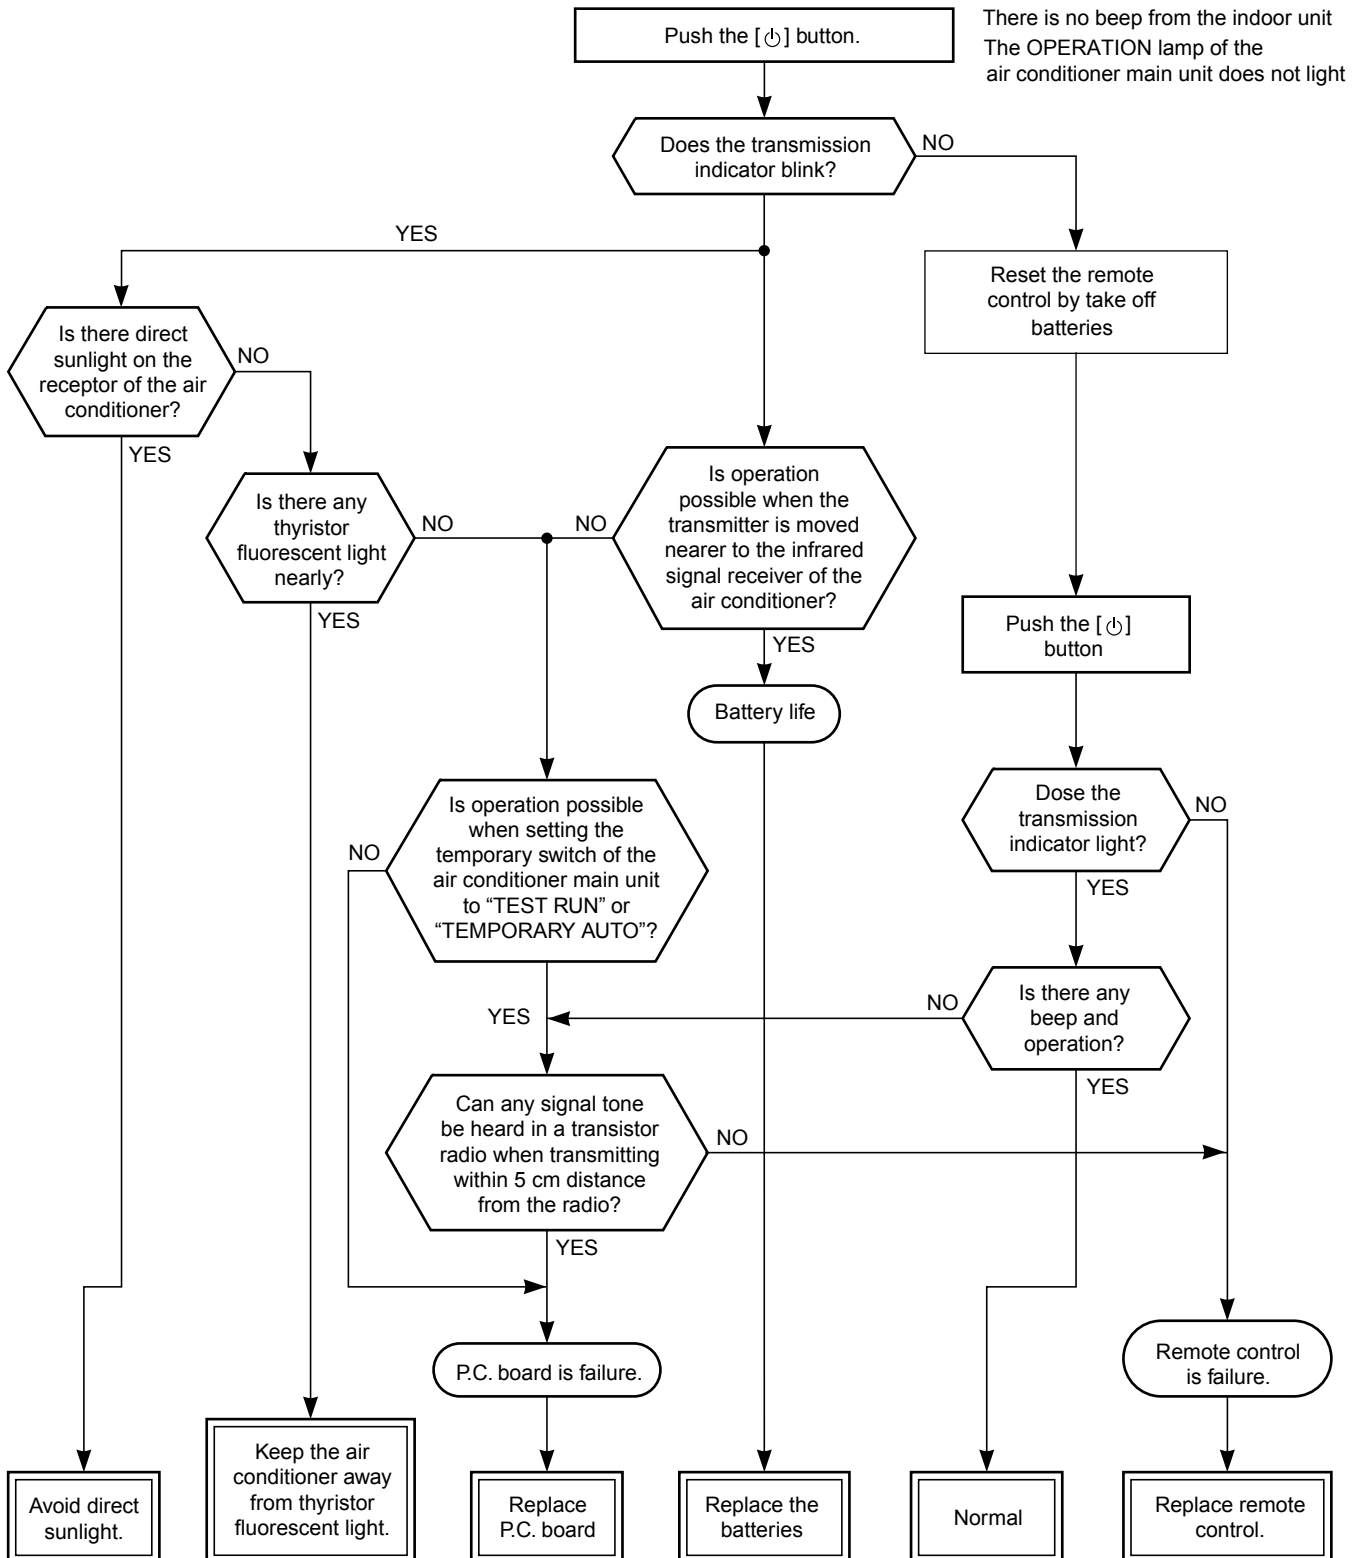 Push the [⏻] button.
There is no beep from the indoor unit
The OPERATION lamp of the
air conditioner main unit does not light
Does the transmission
indicator blink?
NO
YES
Reset the remote
control by take off
batteries
Is there direct
sunlight on the
receptor of the air
conditioner?
NO
YES
Is there any
thyristor
fluorescent light
nearly?
NO
YES
Is operation
possible when the
transmitter is moved
nearer to the infrared
signal receiver of the
air conditioner?
NO
YES
Push the [⏻]
button
Battery life
Is operation possible
when setting the
temporary switch of the
air conditioner main unit
to “TEST RUN” or
“TEMPORARY AUTO”?
NO
YES
Dose the
transmission
indicator light?
NO
YES
Is there any
beep and
operation?
NO
YES
Can any signal tone
be heard in a transistor
radio when transmitting
within 5 cm distance
from the radio?
NO
YES
P.C. board is failure.
Remote control
is failure.
Avoid direct
sunlight.
Keep the air
conditioner away
from thyristor
fluorescent light.
Replace
P.C. board
Replace the
batteries
Normal
Replace remote
control.